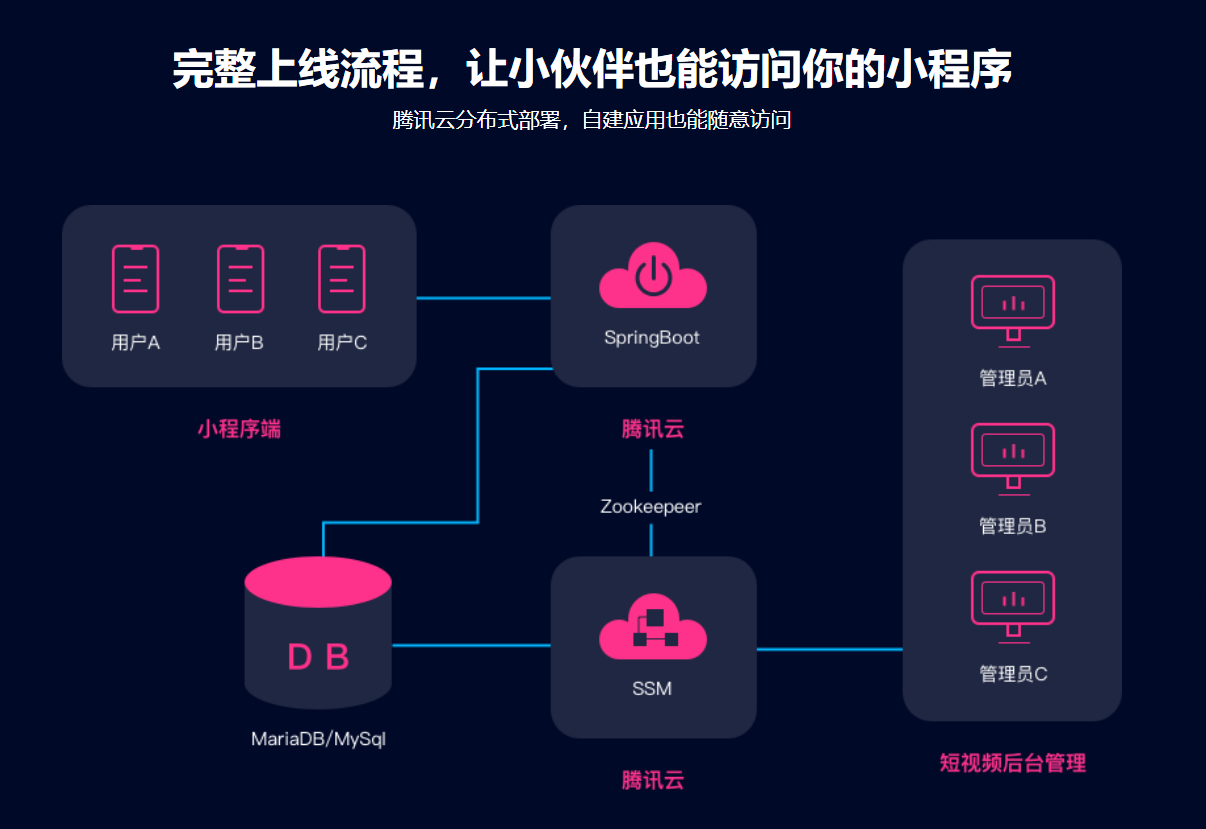 完整上线流程，让小伙伴也能访问你的小程序
腾讯云分布式部署，自建应用也能随意访问
用户A
用户B
用户C
小程序端
SpringBoot
腾讯云
Zookeepeer
DB
MariaDB/MySql
SSM
腾讯云
管理员A
管理员B
管理员C
短视频后台管理